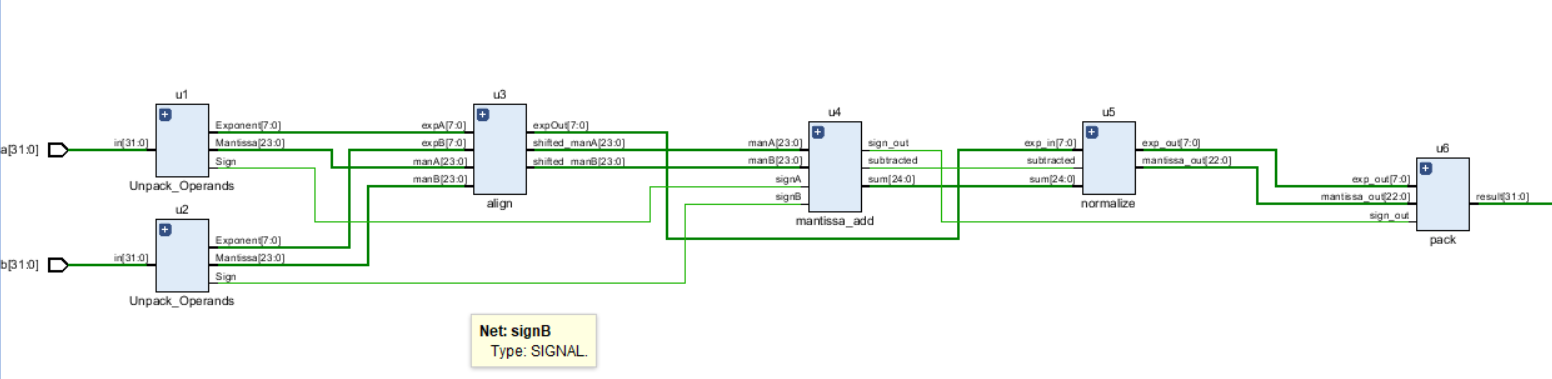 a[31:0]
b[31:0]
u1
in[31:0]
Exponent[7:0]
Mantissa[23:0]
Sign
Unpack_Operands
u2
in[31:0]
Exponent[7:0]
Mantissa[23:0]
Sign
Unpack_Operands
u3
expA[7:0]
expB[7:0]
manA[23:0]
manB[23:0]
expOut[7:0]
shifted_manA[23:0]
shifted_manB[23:0]
align
u4
manA[23:0]
manB[23:0]
signA
signB
sign_out
subtracted
sum[24:0]
mantissa_add
u5
exp_in[7:0]
subtracted
sum[24:0]
exp_out[7:0]
mantissa_out[22:0]
normalize
u6
exp_out[7:0]
mantissa_out[22:0]
sign_out
result[31:0]
pack
Net: signB
Type: SIGNAL.